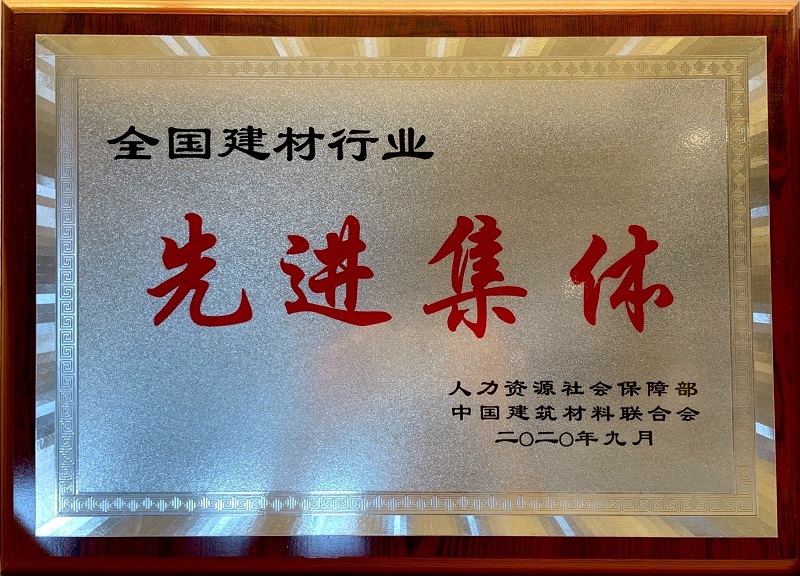 全国建材行业
先进集体
人力资源社会保障部
中国建筑材料联合会
二〇二〇年九月